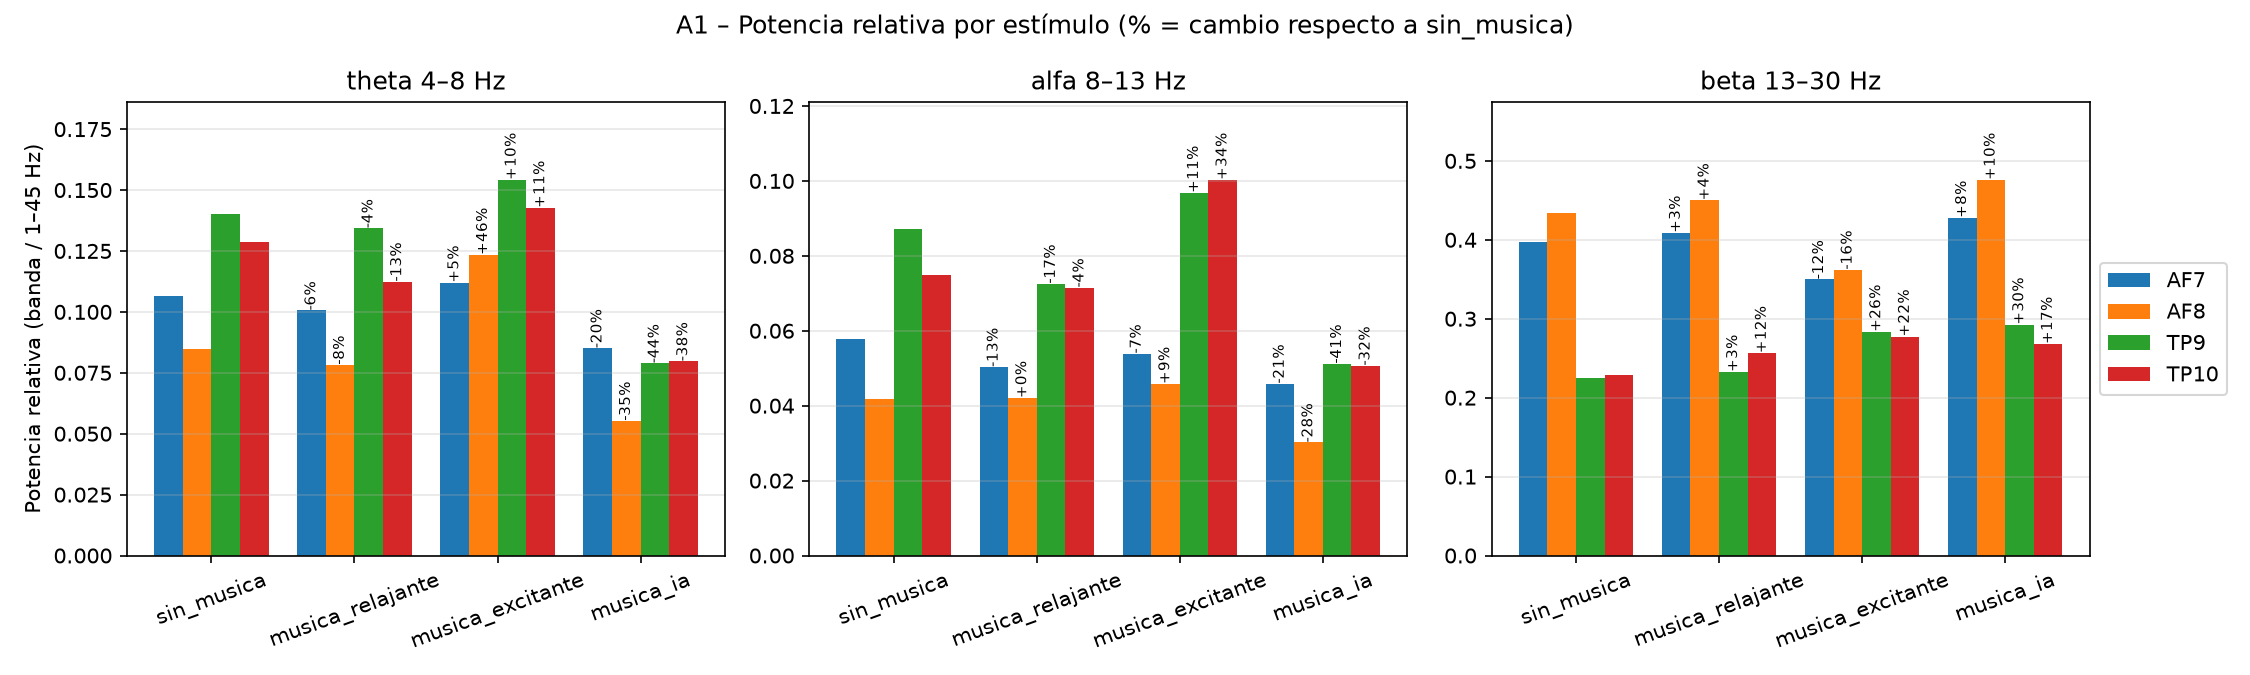 A1 – Potencia relativa por estímulo (% = cambio respecto a sin_musica)
theta 4–8 Hz
Potencia relativa (banda / 1–45 Hz)
0.175
0.150
0.125
0.100
0.075
0.050
0.025
0.000
-6%
-8%
-4%
-13%
+5%
+46%
+10%
+11%
-20%
-35%
-44%
-38%
sin_musica
musica_relajante
musica_excitante
musica_ia
alfa 8–13 Hz
0.12
0.10
0.08
0.06
0.04
0.02
0.00
-13%
+0%
-17%
-4%
-7%
+9%
+11%
+34%
-21%
-28%
-41%
-32%
sin_musica
musica_relajante
musica_excitante
musica_ia
beta 13–30 Hz
0.5
0.4
0.3
0.2
0.1
0.0
+3%
+4%
+3%
+12%
-12%
-16%
+26%
+22%
+8%
+10%
+30%
+17%
sin_musica
musica_relajante
musica_excitante
musica_ia
AF7
AF8
TP9
TP10